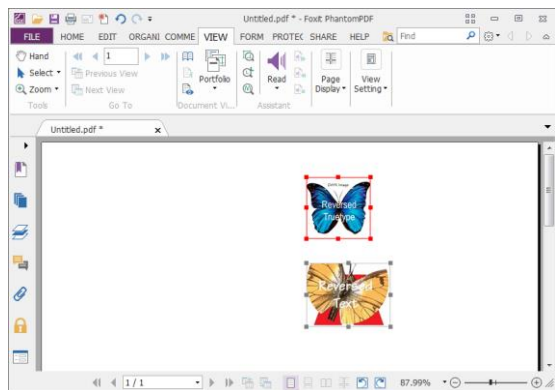 Untitled.pdf * - Foxit PhantomPDF
FILE HOME EDIT ORGANI COMME VIEW FORM PROTEC SHARE HELP Find
Hand
Select
Zoom
Tools
1
Previous View
Next View
Go To
Portfolio
Document Vi...
Read
Assistant
Page
Display
View
Setting
Untitled.pdf *
Reversed
Truetype
Reversed
Text
1 / 1
87.99%